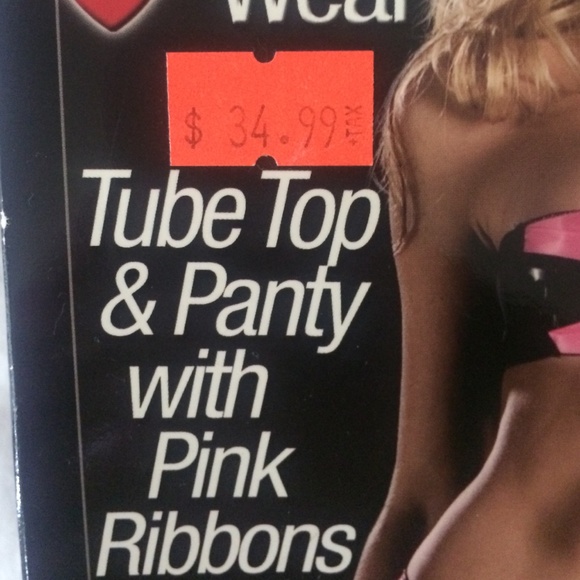 Wear
$ 34.99 +TAX
Tube Top
& Panty
with
Pink
Ribbons